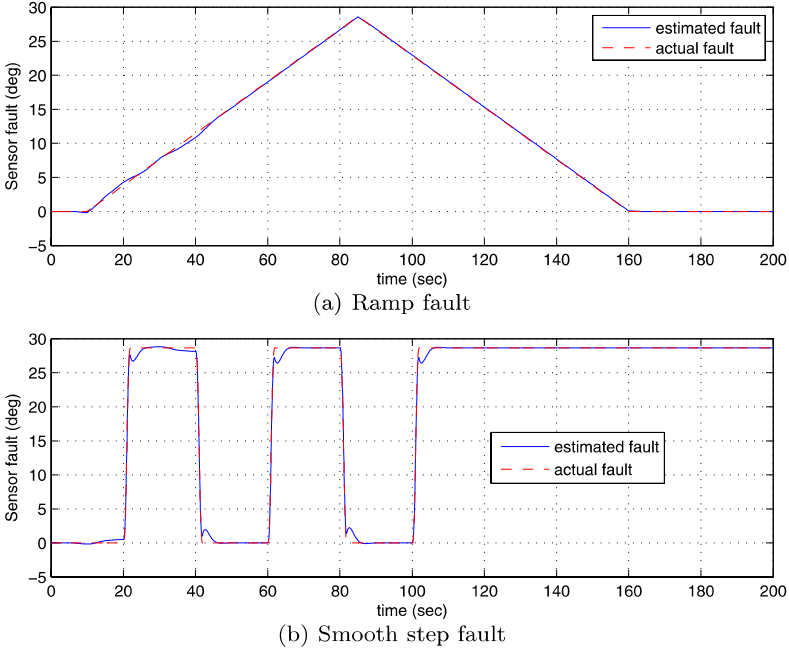 30
25
20
15
10
5
0
−5
Sensor fault (deg)
estimated fault
actual fault
0 20 40 60 80 100 120 140 160 180 200
time (sec)
(a) Ramp fault
30
25
20
15
10
5
0
−5
Sensor fault (deg)
estimated fault
actual fault
0 20 40 60 80 100 120 140 160 180 200
time (sec)
(b) Smooth step fault